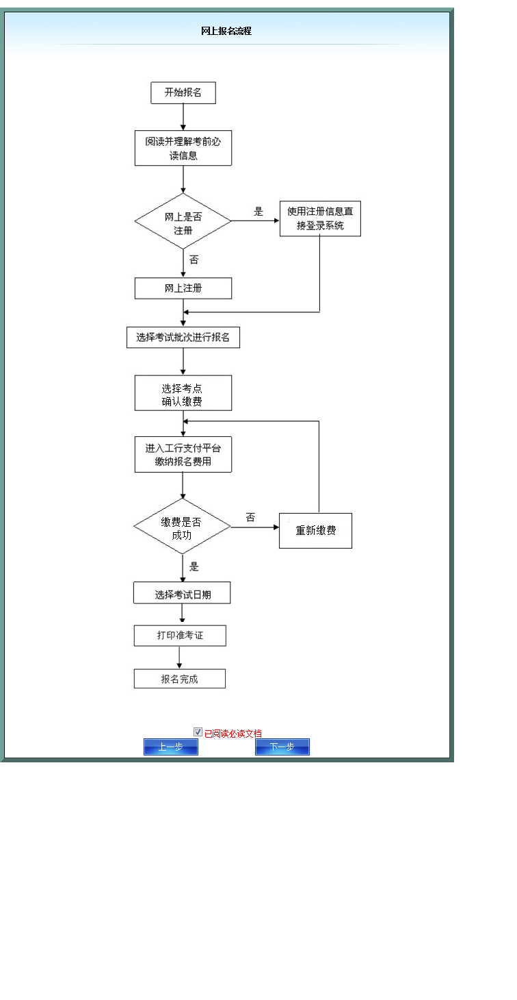 网上报名流程
开始报名
阅读并理解考前必
读信息
网上是否
注册
是
使用注册信息直
接登录系统
否
网上注册
选择考试批次进行报名
选择考点
确认缴费
进入工行支付平台
缴纳报名费用
缴费是否
成功
否
重新缴费
是
选择考试日期
打印准考证
报名完成
已阅读必读文档
上一步
下一步